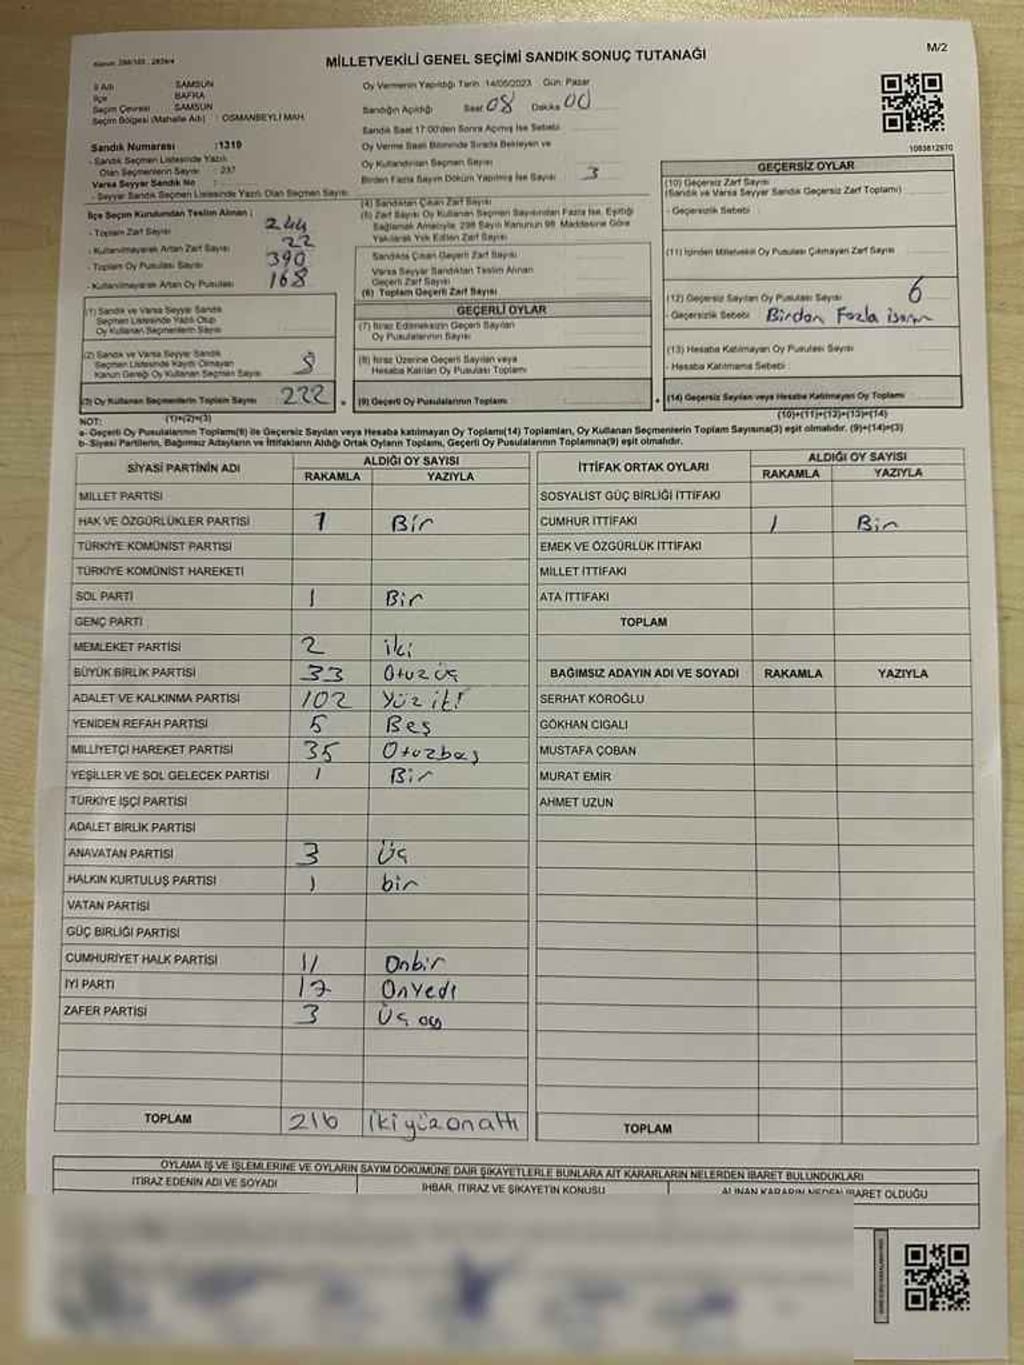 M/2
MİLLETVEKİLİ GENEL SEÇİMİ SANDIK SONUÇ TUTANAĞI
İl Adı SAMSUN
İlçe BAFRA
Seçim Çevresi SAMSUN
Seçim Bölgesi (Mahalle Adı) : OSMANBEYLİ MAH.
Oy Vermenin Yapıldığı Tarih 14/05/2023 Gün: Pazar
Sandığın Açıldığı Saat 08 Dakika 00
Sandık Saat 17:00'den Sonra Açılmış İse Sebebi
Oy Verme Saati Bitiminde Sırada Bekleyen ve
Oy Kullandırılan Seçmen Sayısı
Birden Fazla Sayım Döküm Yapılmış İse Sayısı 3
Sandık Numarası :1319
- Sandık Seçmen Listesinde Yazılı
Olan Seçmenlerin Sayısı : 237
Varsa Seyyar Sandık No :
- Seyyar Sandık Seçmen Listesinde Yazılı Olan Seçmen Sayısı
İlçe Seçim Kurulundan Teslim Alınan ;
- Toplam Zarf Sayısı 244
- Kullanılmayarak Artan Zarf Sayısı 22
- Toplam Oy Pusulası Sayısı 390
- Kullanılmayarak Artan Oy Pusulası 168
(1) Sandık ve Varsa Seyyar Sandık
Seçmen Listesinde Yazılı Olup
Oy Kullanan Seçmenlerin Sayısı
(2) Sandık ve Varsa Seyyar Sandık
Seçmen Listesinde Kaydı Olmayan
Kanun Gereği Oy Kullanan Seçmen Sayısı 8
(3) Oy Kullanan Seçmenlerin Toplam Sayısı 222
(1)+(2)=(3)
(4) Sandıktan Çıkan Zarf Sayısı
(5) Zarf Sayısı Oy Kullanan Seçmen Sayısından Fazla İse, Eşitliği
Sağlamak Amacıyla 298 Sayılı Kanunun 98. Maddesine Göre
Yakılarak Yok Edilen Zarf Sayısı
Sandıkta Çıkan Geçerli Zarf Sayısı
Varsa Seyyar Sandıktan Teslim Alınan
Geçerli Zarf Sayısı
(6) Toplam Geçerli Zarf Sayısı
GEÇERLİ OYLAR
(7) İtiraz Edilmeksizin Geçerli Sayılan
Oy Pusulalarının Sayısı
(8) İtiraz Üzerine Geçerli Sayılan veya
Hesaba Katılan Oy Pusulası Toplamı
(9) Geçerli Oy Pusulalarının Toplamı
1003812970
GEÇERSİZ OYLAR
(10) Geçersiz Zarf Sayısı
(Sandık ve Varsa Seyyar Sandık Geçersiz Zarf Toplamı)
- Geçersizlik Sebebi :
(11) İçinden Milletvekili Oy Pusulası Çıkmayan Zarf Sayısı
(12) Geçersiz Sayılan Oy Pusulası Sayısı 6
- Geçersizlik Sebebi Birden Fazla
(13) Hesaba Katılmayan Oy Pusulası Sayısı
- Hesaba Katılmama Sebebi
(14) Geçersiz Sayılan veya Hesaba Katılmayan Oy Toplamı
(10)+(11)+(12)+(13)=(14)
NOT:
a- Geçerli Oy Pusulalarının Toplamı(9) ile Geçersiz Sayılan veya Hesaba katılmayan Oy Toplamı(14) Toplamları, Oy Kullanan Seçmenlerin Toplam Sayısına(3) eşit olmalıdır. (9)+(14)=(3)
b- Siyasi Partilerin, Bağımsız Adayların ve İttifakların Aldığı Ortak Oyların Toplamı, Geçerli Oy Pusulalarının Toplamına(9) eşit olmalıdır.
SİYASİ PARTİNİN ADI ALDIĞI OY SAYISI
RAKAMLA YAZIYLA
MİLLET PARTİSİ
HAK VE ÖZGÜRLÜKLER PARTİSİ 1 Bir
TÜRKİYE KOMÜNİST PARTİSİ
TÜRKİYE KOMÜNİST HAREKETİ
SOL PARTİ 1 Bir
GENÇ PARTİ
MEMLEKET PARTİSİ 2 iki
BÜYÜK BİRLİK PARTİSİ 33 Otuzüç
ADALET VE KALKINMA PARTİSİ 102 Yüziki
YENİDEN REFAH PARTİSİ 5 Beş
MİLLİYETÇİ HAREKET PARTİSİ 35 Otuzbeş
YEŞİLLER VE SOL GELECEK PARTİSİ 1 Bir
TÜRKİYE İŞÇİ PARTİSİ
ADALET BİRLİK PARTİSİ
ANAVATAN PARTİSİ 3 Üç
HALKIN KURTULUŞ PARTİSİ 1 bir
VATAN PARTİSİ
GÜÇ BİRLİĞİ PARTİSİ
CUMHURİYET HALK PARTİSİ 11 Onbir
İYİ PARTİ 17 Onyedi
ZAFER PARTİSİ 3 Üç
TOPLAM 216 ikiyüzonaltı
İTTİFAK ORTAK OYLARI ALDIĞI OY SAYISI
RAKAMLA YAZIYLA
SOSYALİST GÜÇ BİRLİĞİ İTTİFAKI
CUMHUR İTTİFAKI 1 Bir
EMEK VE ÖZGÜRLÜK İTTİFAKI
MİLLET İTTİFAKI
ATA İTTİFAKI
TOPLAM
BAĞIMSIZ ADAYIN ADI VE SOYADI RAKAMLA YAZIYLA
SERHAT KÖROĞLU
GÖKHAN CIGALI
MUSTAFA ÇOBAN
MURAT EMİR
AHMET UZUN
TOPLAM
OYLAMA İŞ VE İŞLEMLERİNE VE OYLARIN SAYIM DÖKÜMÜNE DAİR ŞİKAYETLERLE BUNLARA AİT KARARLARIN NELERDEN İBARET BULUNDUKLARI
İTİRAZ EDENİN ADI VE SOYADI İHBAR, İTİRAZ VE ŞİKAYETİN KONUSU ALINAN KARARIN NEDEN İBARET OLDUĞU